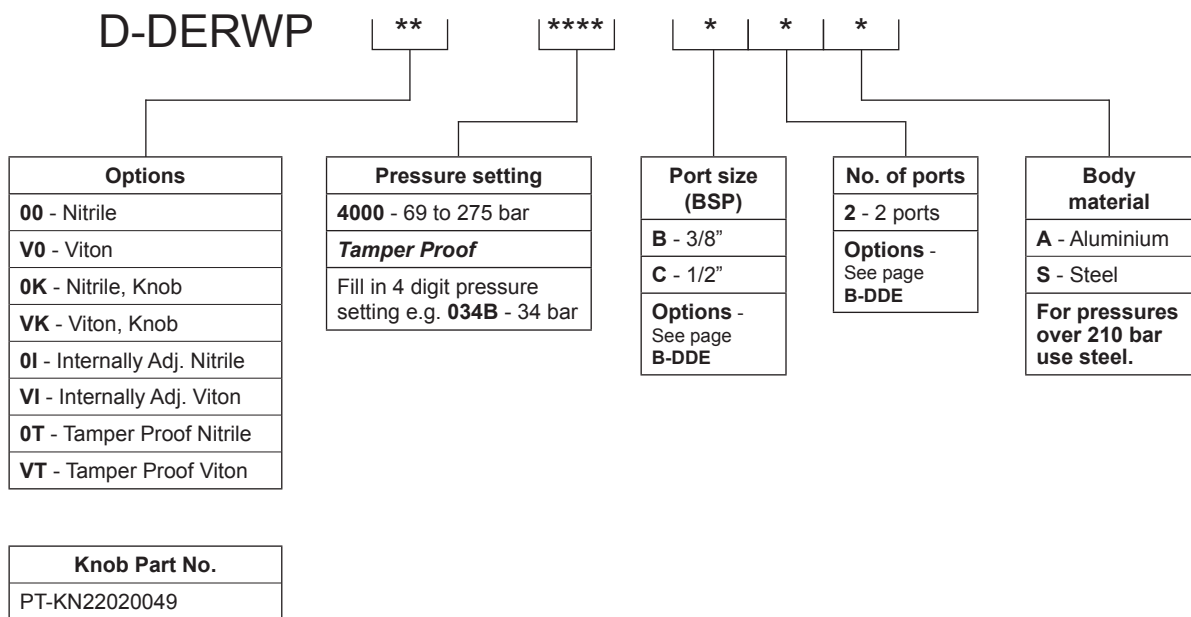 D-DERWP ** **** * * *
Options
00 - Nitrile
V0 - Viton
0K - Nitrile, Knob
VK - Viton, Knob
0I - Internally Adj. Nitrile
VI - Internally Adj. Viton
0T - Tamper Proof Nitrile
VT - Tamper Proof Viton
Pressure setting
4000 - 69 to 275 bar
Tamper Proof
Fill in 4 digit pressure
setting e.g. 034B - 34 bar
Port size
(BSP)
B - 3/8”
C - 1/2”
Options -
See page
B-DDE
No. of ports
2 - 2 ports
Options -
See page
B-DDE
Body
material
A - Aluminium
S - Steel
For pressures
over 210 bar
use steel.
Knob Part No.
PT-KN22020049